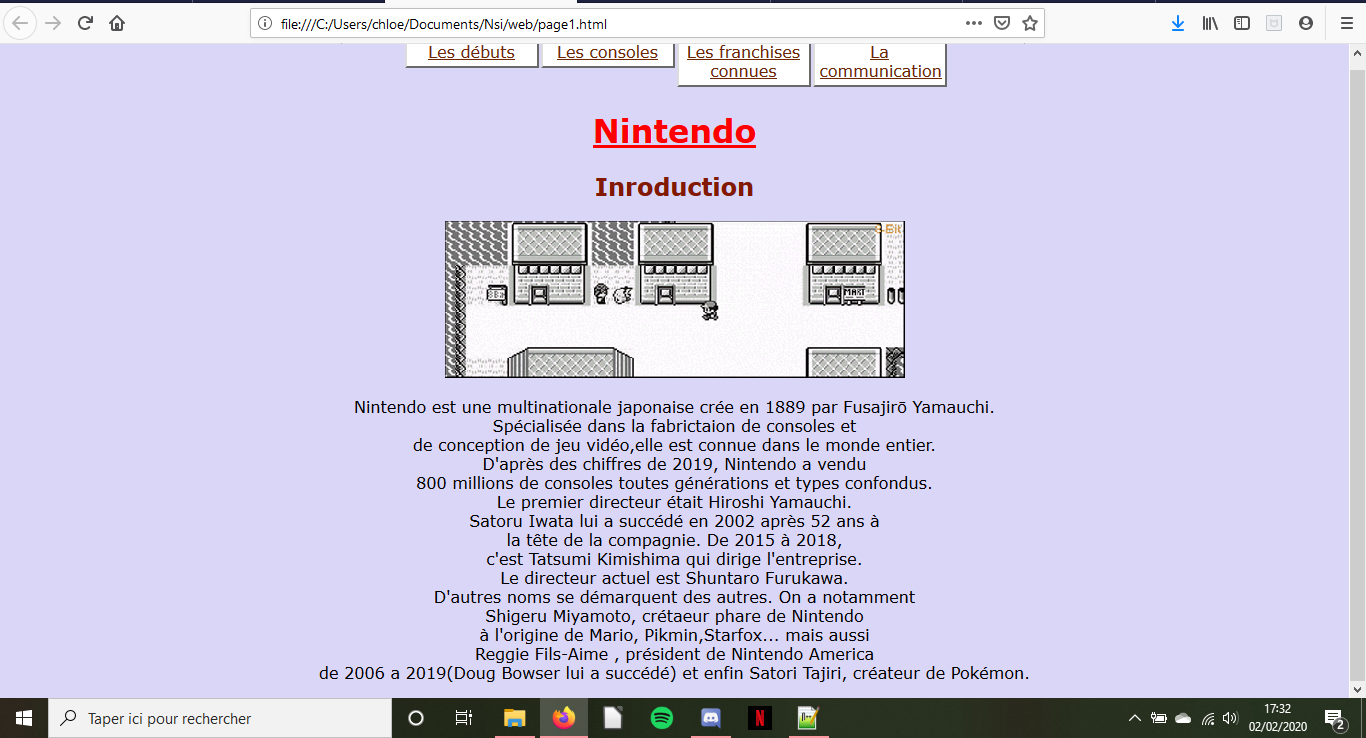 file:///C:/Users/chloe/Documents/Nsi/web/page1.html
Les débuts
Les consoles
Les franchises
connues
La
communication
Nintendo
Inroduction
MART
Nintendo est une multinationale japonaise crée en 1889 par Fusajirō Yamauchi.
Spécialisée dans la fabrictaion de consoles et
de conception de jeu vidéo,elle est connue dans le monde entier.
D'après des chiffres de 2019, Nintendo a vendu
800 millions de consoles toutes générations et types confondus.
Le premier directeur était Hiroshi Yamauchi.
Satoru Iwata lui a succédé en 2002 après 52 ans à
la tête de la compagnie. De 2015 à 2018,
c'est Tatsumi Kimishima qui dirige l'entreprise.
Le directeur actuel est Shuntaro Furukawa.
D'autres noms se démarquent des autres. On a notamment
Shigeru Miyamoto, crétaeur phare de Nintendo
à l'origine de Mario, Pikmin,Starfox... mais aussi
Reggie Fils-Aime , président de Nintendo America
de 2006 a 2019(Doug Bowser lui a succédé) et enfin Satori Tajiri, créateur de Pokémon.
Taper ici pour rechercher
N
17:32
02/02/2020
2